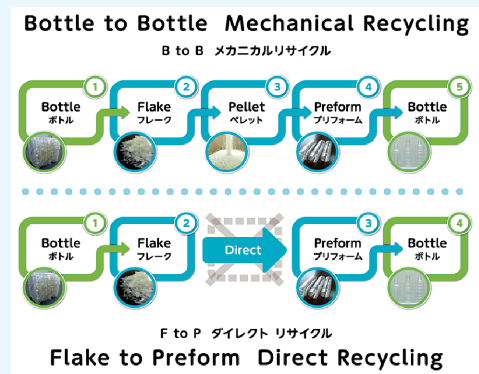 Bottle to Bottle Mechanical Recycling
B to B メカニカルリサイクル
1
Bottle
ボトル
2
Flake
フレーク
3
Pellet
ペレット
4
Preform
プリフォーム
5
Bottle
ボトル
1
Bottle
ボトル
2
Flake
フレーク
Direct
3
Preform
プリフォーム
4
Bottle
ボトル
F to P ダイレクト リサイクル
Flake to Preform Direct Recycling